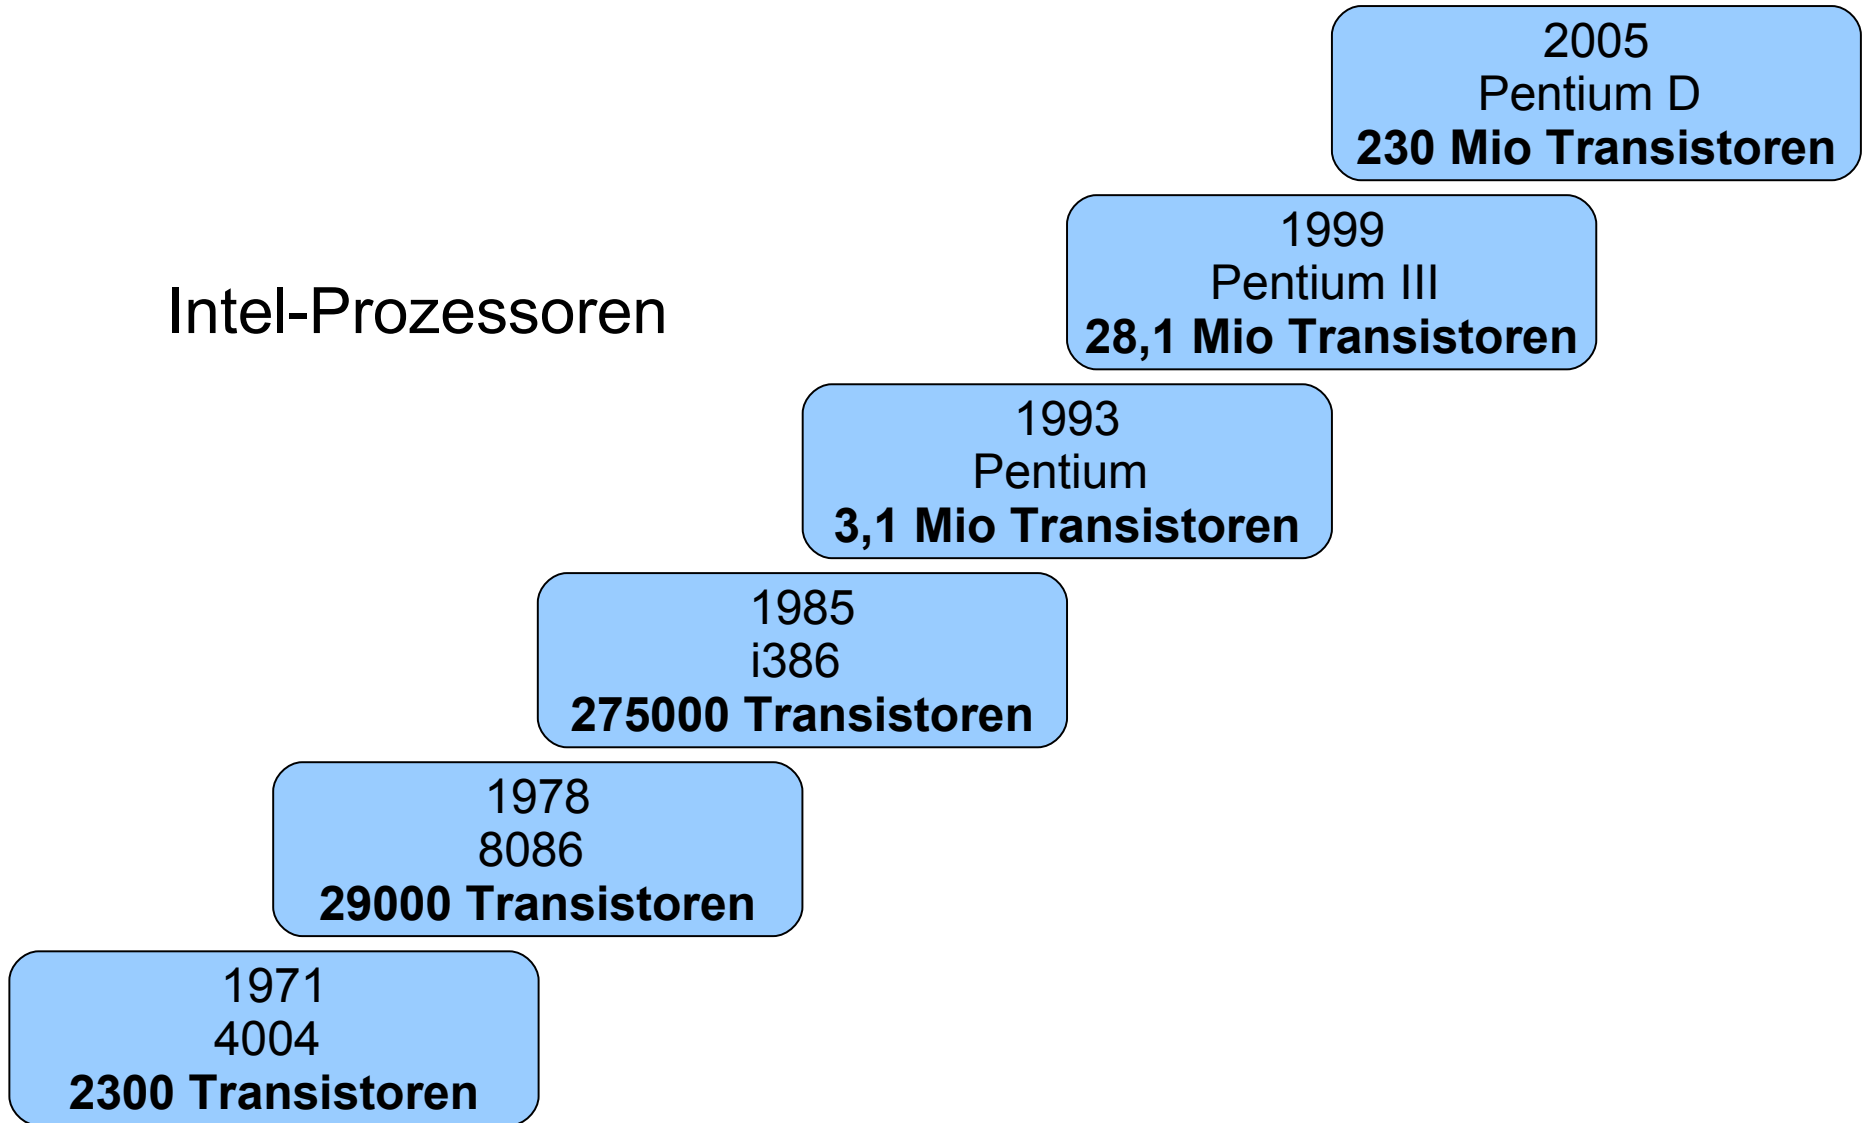 2005
Pentium D
230 Mio Transistoren
1999
Pentium III
28,1 Mio Transistoren
Intel-Prozessoren
1993
Pentium
3,1 Mio Transistoren
1985
i386
275000 Transistoren
1978
8086
29000 Transistoren
1971
4004
2300 Transistoren